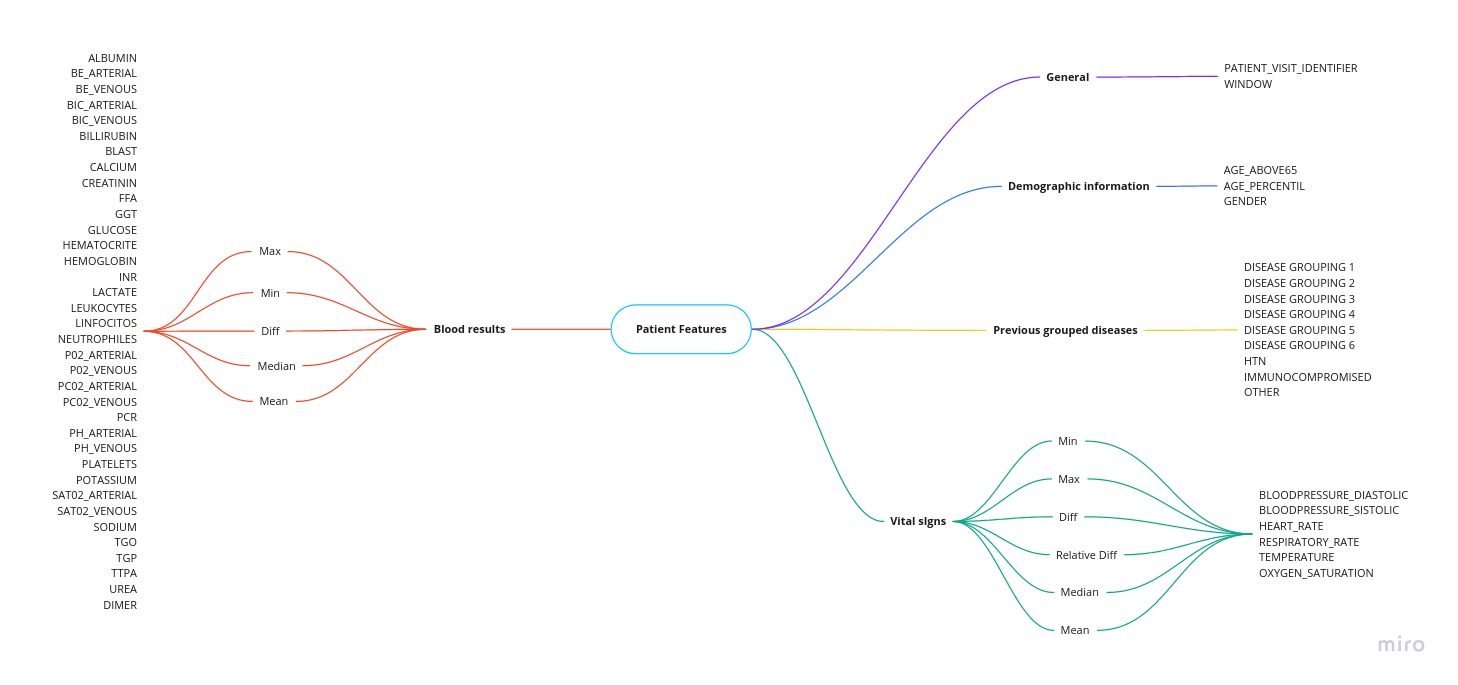 ALBUMIN
BE_ARTERIAL
BE_VENOUS
BIC_ARTERIAL
BIC_VENOUS
BILLIRUBIN
BLAST
CALCIUM
CREATININ
FFA
GGT
GLUCOSE
HEMATOCRITE
HEMOGLOBIN
INR
LACTATE
LEUKOCYTES
LINFOCITOS
NEUTROPHILES
P02_ARTERIAL
P02_VENOUS
PC02_ARTERIAL
PC02_VENOUS
PCR
PH_ARTERIAL
PH_VENOUS
PLATELETS
POTASSIUM
SAT02_ARTERIAL
SAT02_VENOUS
SODIUM
TGO
TGP
TTPA
UREA
DIMER
Max
Min
Diff
Median
Mean
Blood results
Patient Features
General
PATIENT_VISIT_IDENTIFIER
WINDOW
Demographic information
AGE_ABOVE65
AGE_PERCENTIL
GENDER
Previous grouped diseases
DISEASE GROUPING 1
DISEASE GROUPING 2
DISEASE GROUPING 3
DISEASE GROUPING 4
DISEASE GROUPING 5
DISEASE GROUPING 6
HTN
IMMUNOCOMPROMISED
OTHER
Vital sIgns
Min
Max
Diff
Relative Diff
Median
Mean
BLOODPRESSURE_DIASTOLIC
BLOODPRESSURE_SISTOLIC
HEART_RATE
RESPIRATORY_RATE
TEMPERATURE
OXYGEN_SATURATION
miro